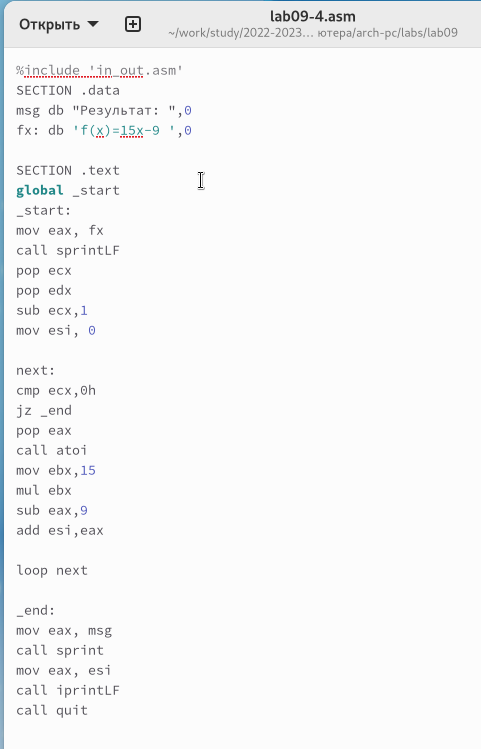 Открыть
lab09-4.asm
~/work/study/2022-2023... ютера/arch-pc/labs/lab09
%include 'in_out.asm'
SECTION .data
msg db "Результат: ",0
fx: db 'f(x)=15x-9 ',0
SECTION .text
global _start
_start:
mov eax, fx
call sprintLF
pop ecx
pop edx
sub ecx,1
mov esi, 0
next:
cmp ecx,0h
jz _end
pop eax
call atoi
mov ebx,15
mul ebx
sub eax,9
add esi,eax
loop next
_end:
mov eax, msg
call sprint
mov eax, esi
call iprintLF
call quit